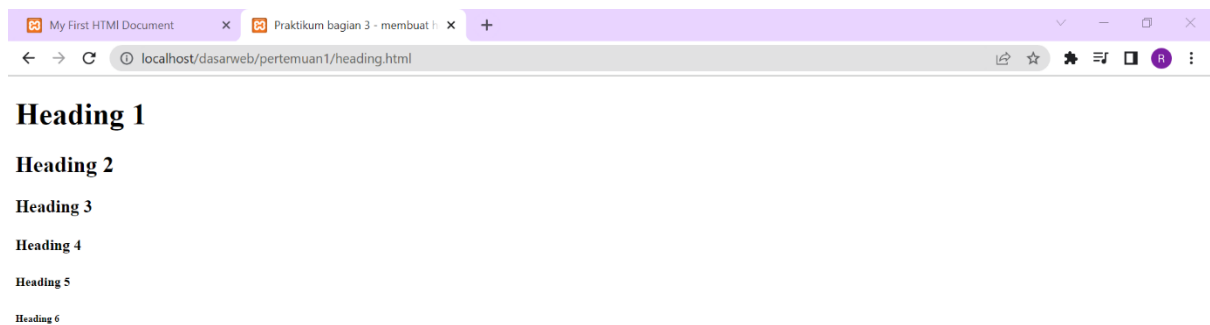 My First HTMl Document
Praktikum bagian 3 - membuat h
localhost/dasarweb/pertemuan1/heading.html
R
Heading 1
Heading 2
Heading 3
Heading 4
Heading 5
Heading 6